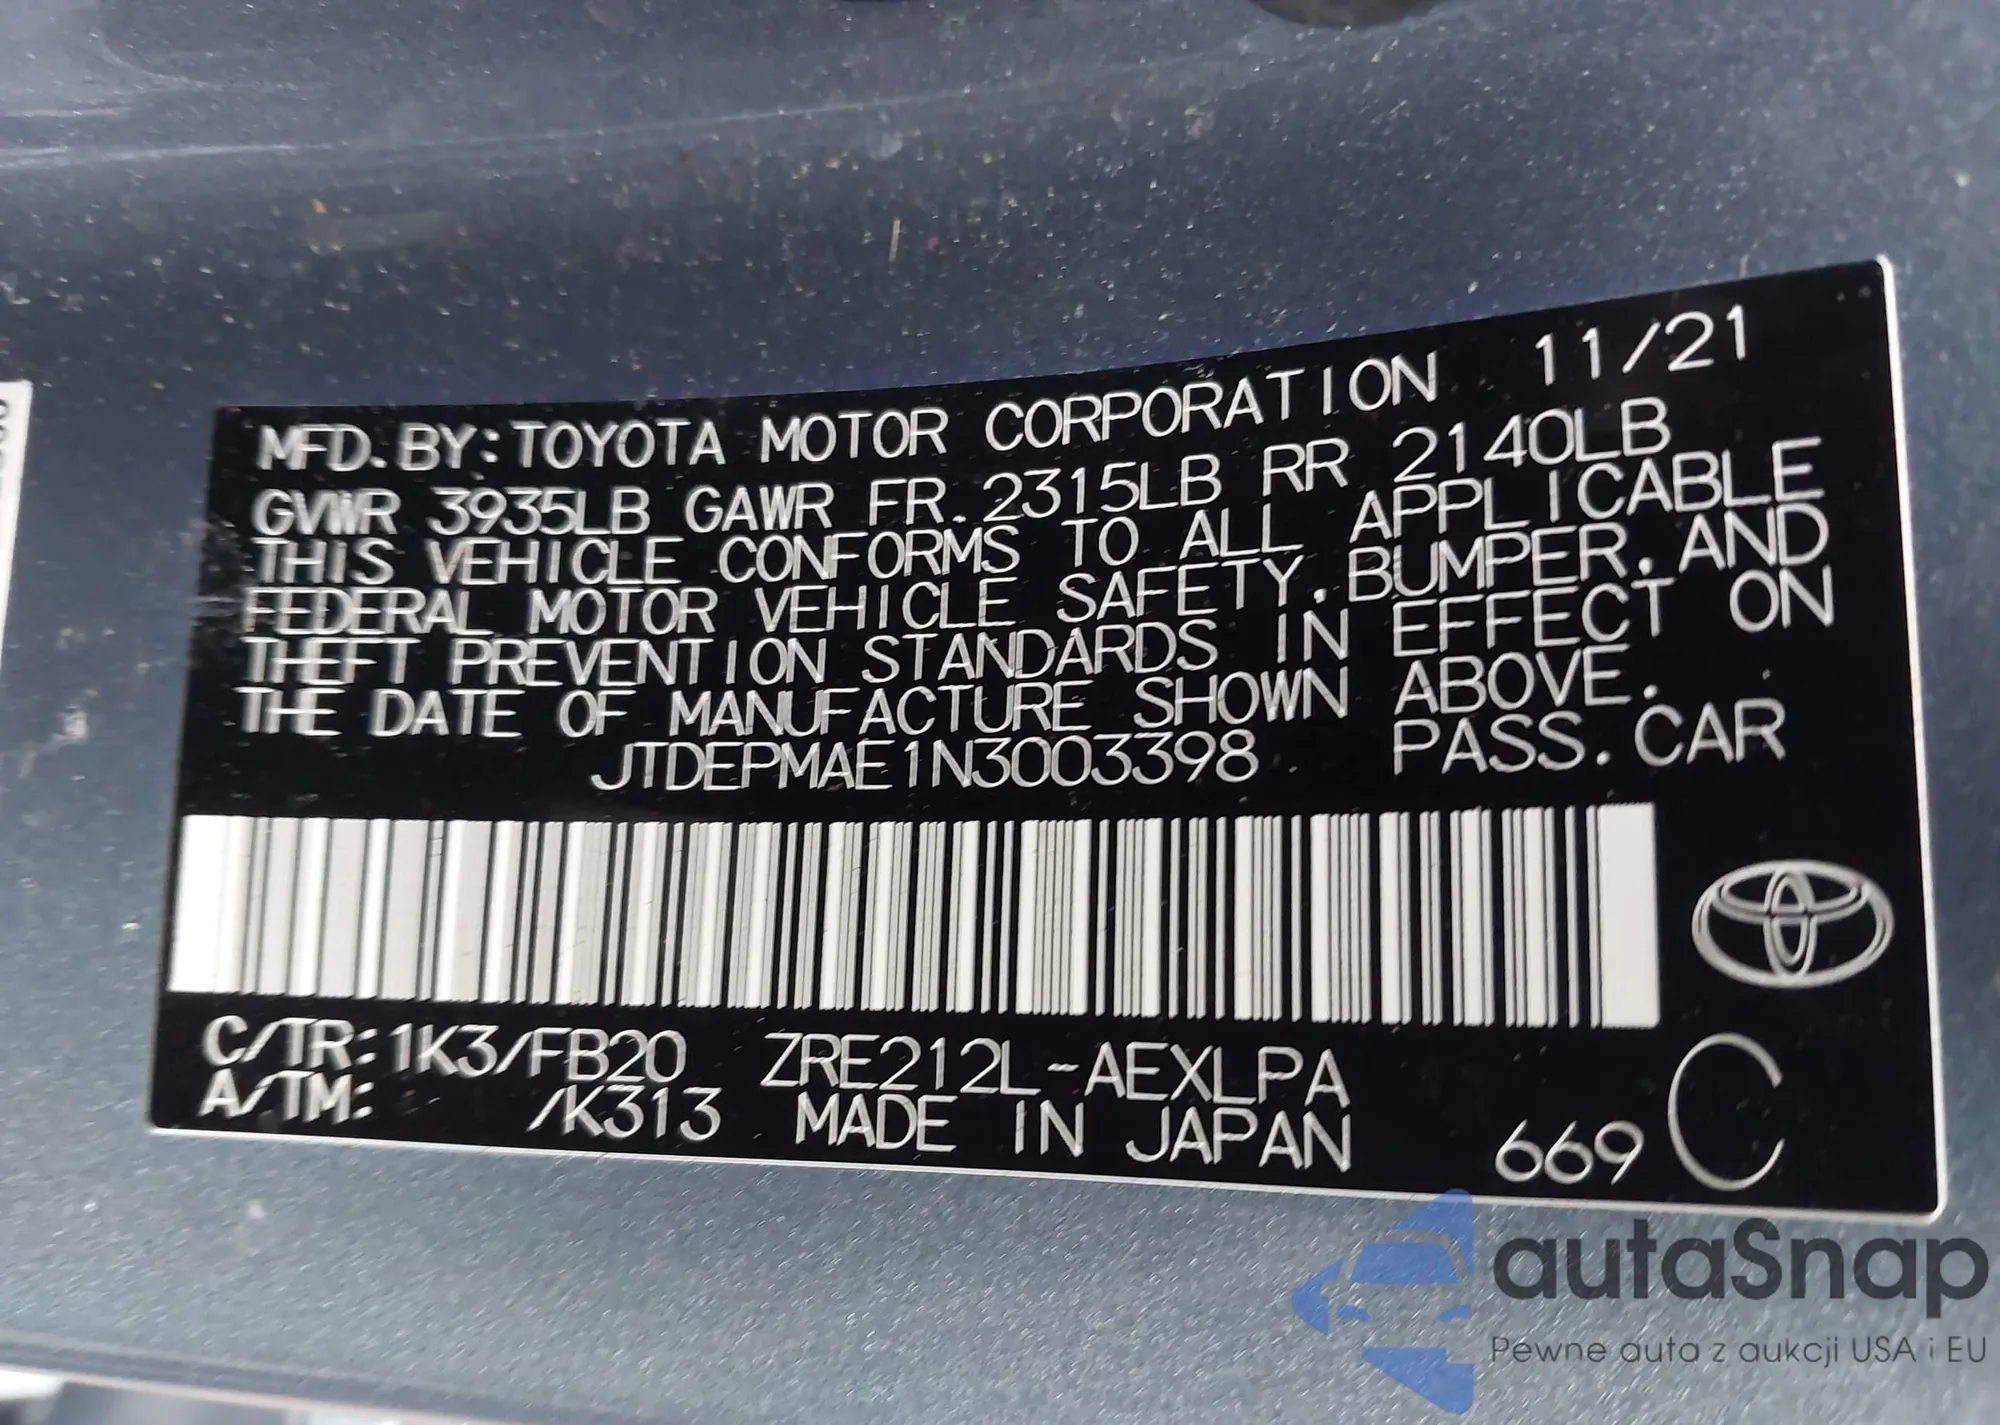 MFD.BY:TOYOTA MOTOR CORPORATION 11/21
GVWR 3935LB GAWR FR.2315LB RR 2140LB
THIS VEHICLE CONFORMS TO ALL APPLICABLE
FEDERAL MOTOR VEHICLE SAFETY,BUMPER,AND
THEFT PREVENTION STANDARDS IN EFFECT ON
THE DATE OF MANUFACTURE SHOWN ABOVE.
JTDEPMAE1N3003398 PASS.CAR
C/TR:1K3/FB20 ZRE212L-AEXLPA
A/TM: /K313 MADE IN JAPAN 669 C
autaSnap
Pewne auta z aukcji USA i EU